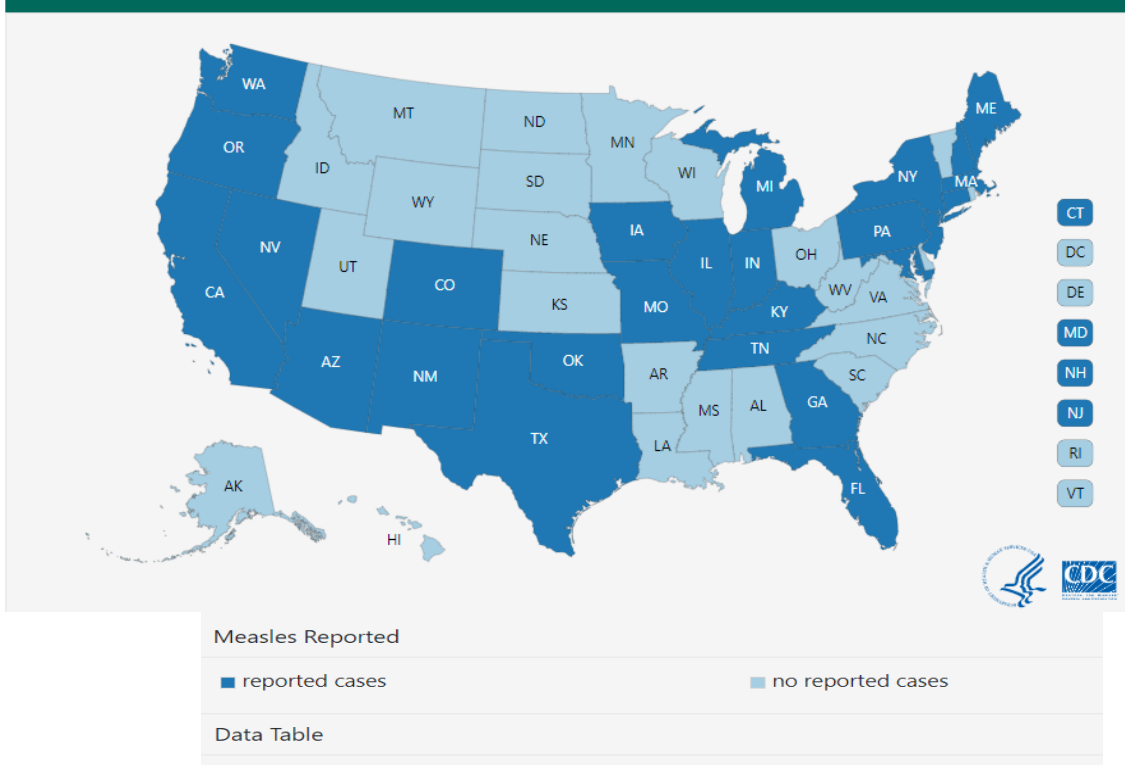 WA
MT
ND
MN
ME
OR
ID
SD
WI
MI
NY
MA
WY
IA
PA
CT
NV
NE
IL
IN
OH
DC
UT
CO
WV
VA
DE
CA
KS
MO
KY
MD
AZ
NM
OK
AR
TN
NC
NH
SC
MS
AL
GA
NJ
TX
LA
RI
AK
FL
VT
HI
CDC
Measles Reported
reported cases
no reported cases
Data Table